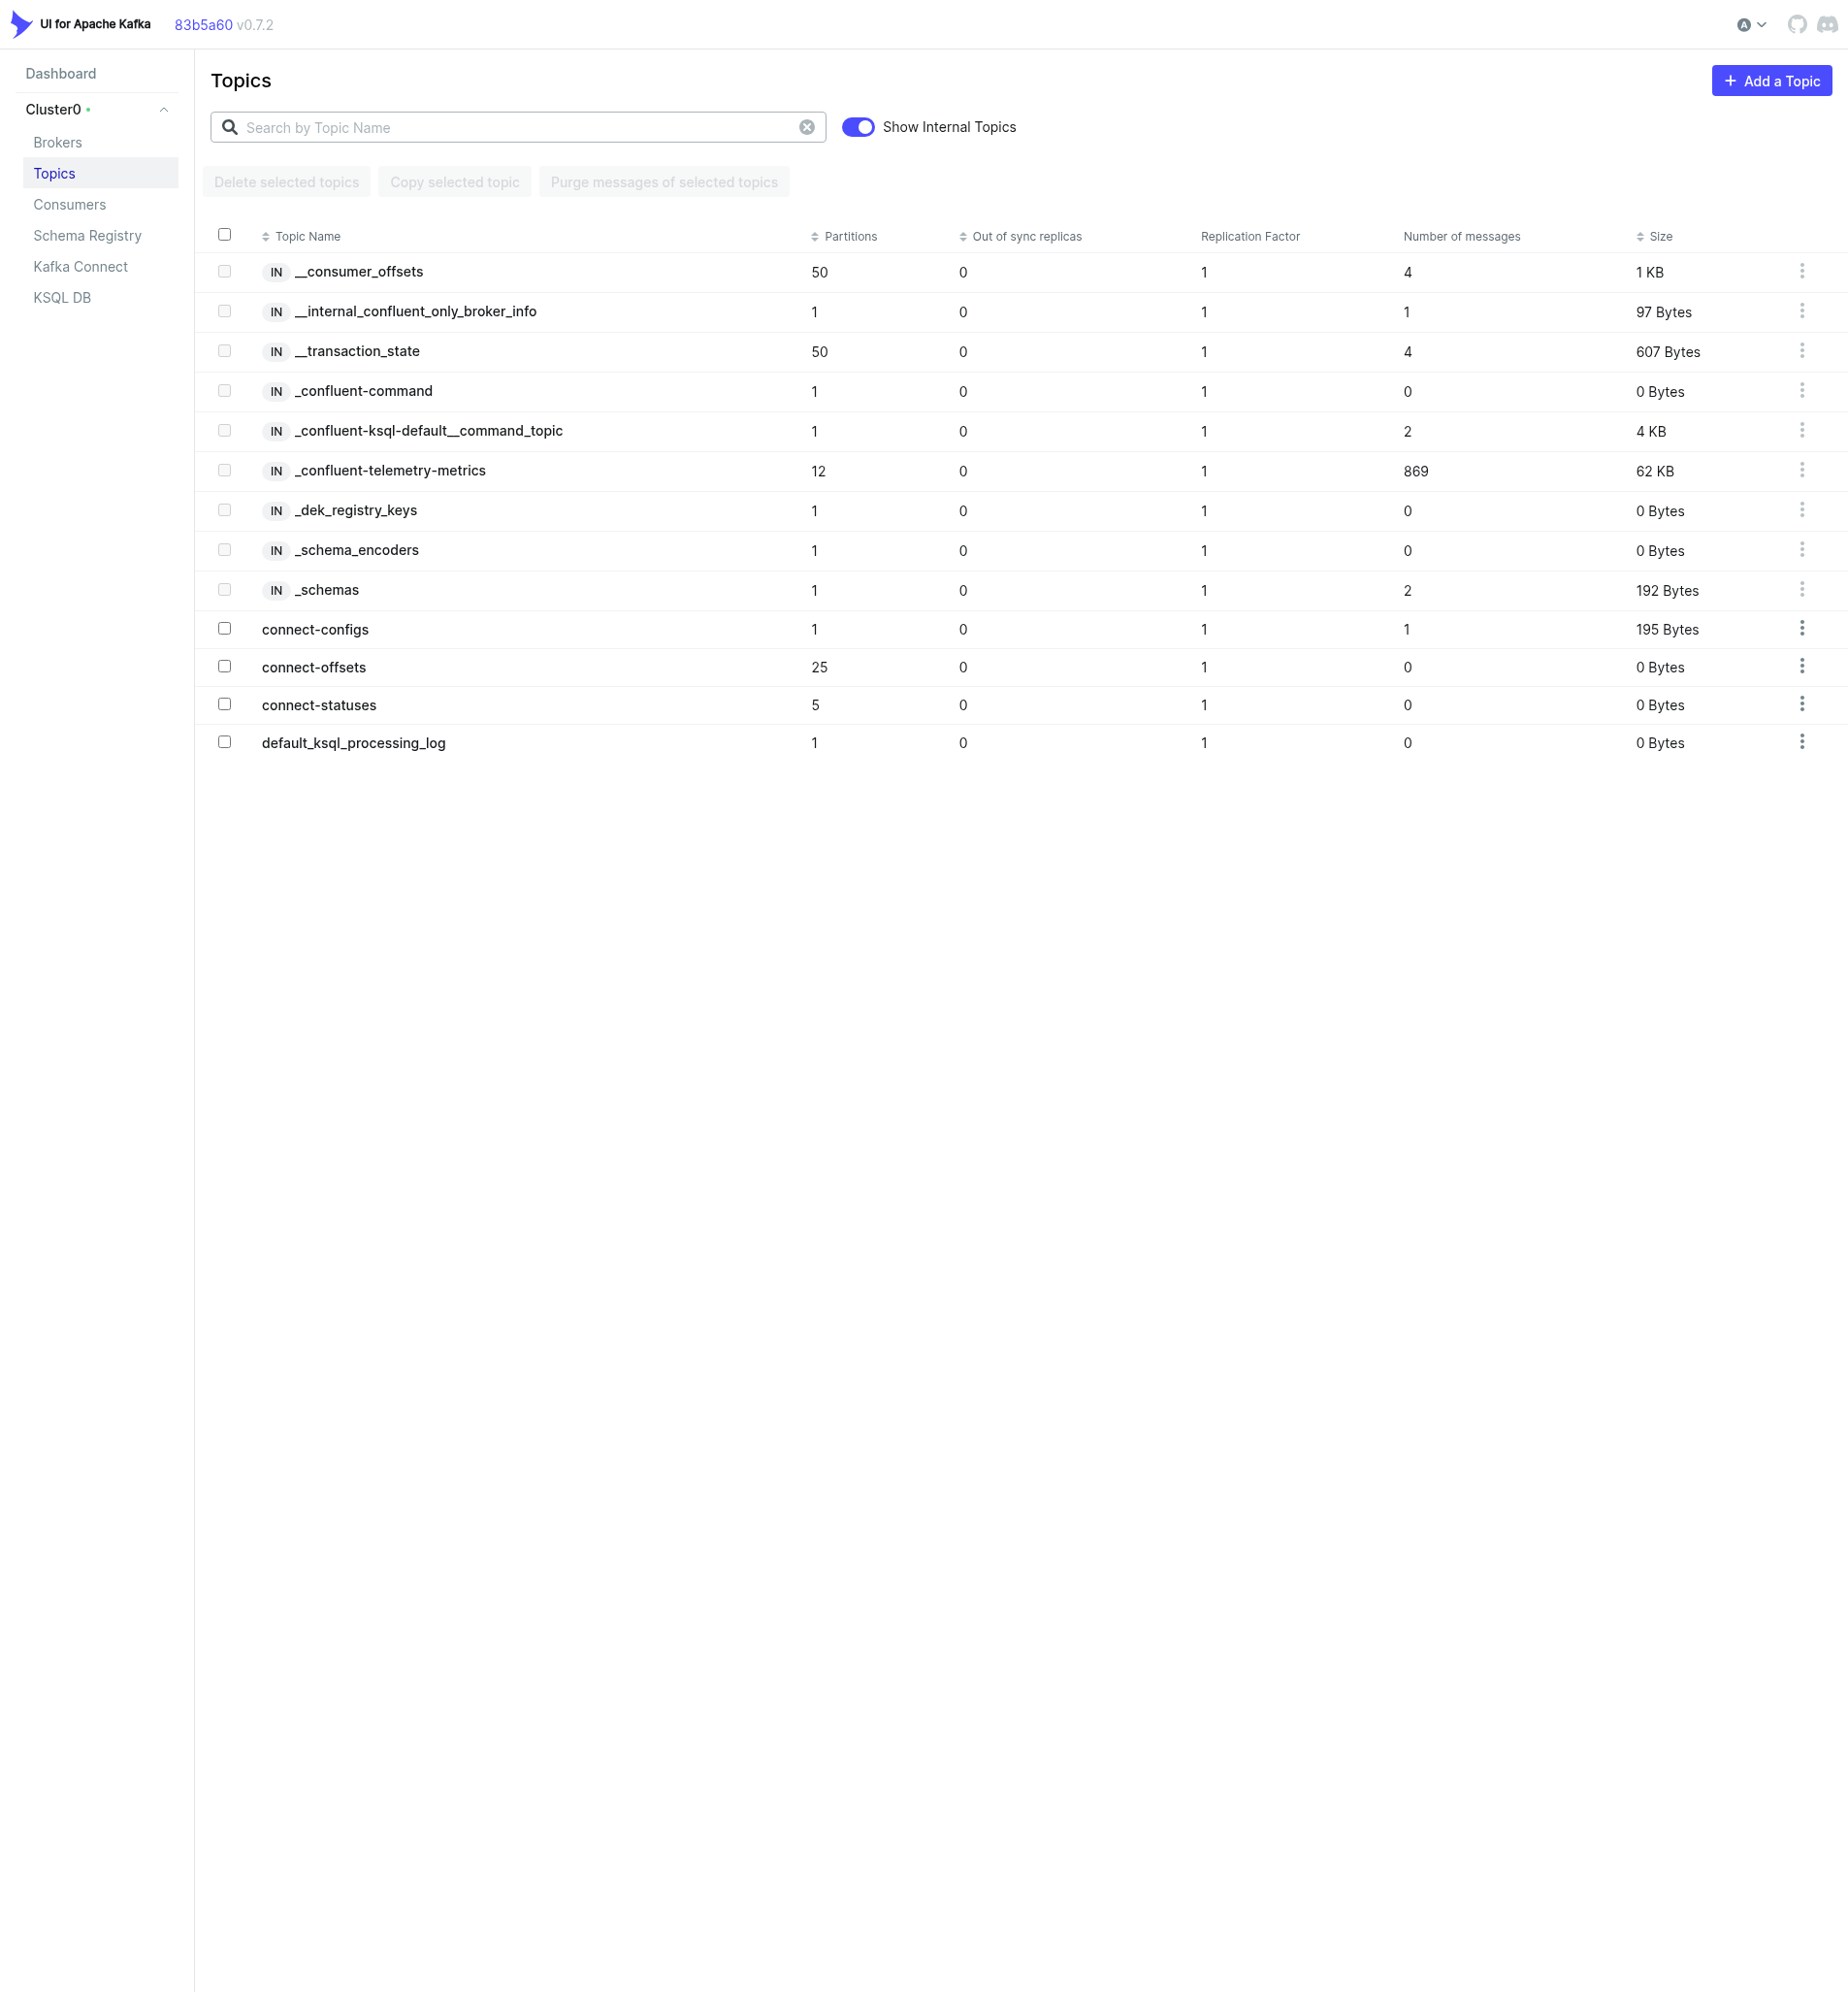 UI for Apache Kafka 83b5a60 v0.7.2 A
Dashboard
Cluster0
Brokers
Topics
Consumers
Schema Registry
Kafka Connect
KSQL DB
Topics
Add a Topic
Search by Topic Name
Show Internal Topics
Delete selected topics Copy selected topic Purge messages of selected topics
Topic Name Partitions Out of sync replicas Replication Factor Number of messages Size
IN __consumer_offsets 50 0 1 4 1 KB
IN __internal_confluent_only_broker_info 1 0 1 1 97 Bytes
IN __transaction_state 50 0 1 4 607 Bytes
IN _confluent-command 1 0 1 0 0 Bytes
IN _confluent-ksql-default__command_topic 1 0 1 2 4 KB
IN _confluent-telemetry-metrics 12 0 1 869 62 KB
IN _dek_registry_keys 1 0 1 0 0 Bytes
IN _schema_encoders 1 0 1 0 0 Bytes
IN _schemas 1 0 1 2 192 Bytes
connect-configs 1 0 1 1 195 Bytes
connect-offsets 25 0 1 0 0 Bytes
connect-statuses 5 0 1 0 0 Bytes
default_ksql_processing_log 1 0 1 0 0 Bytes